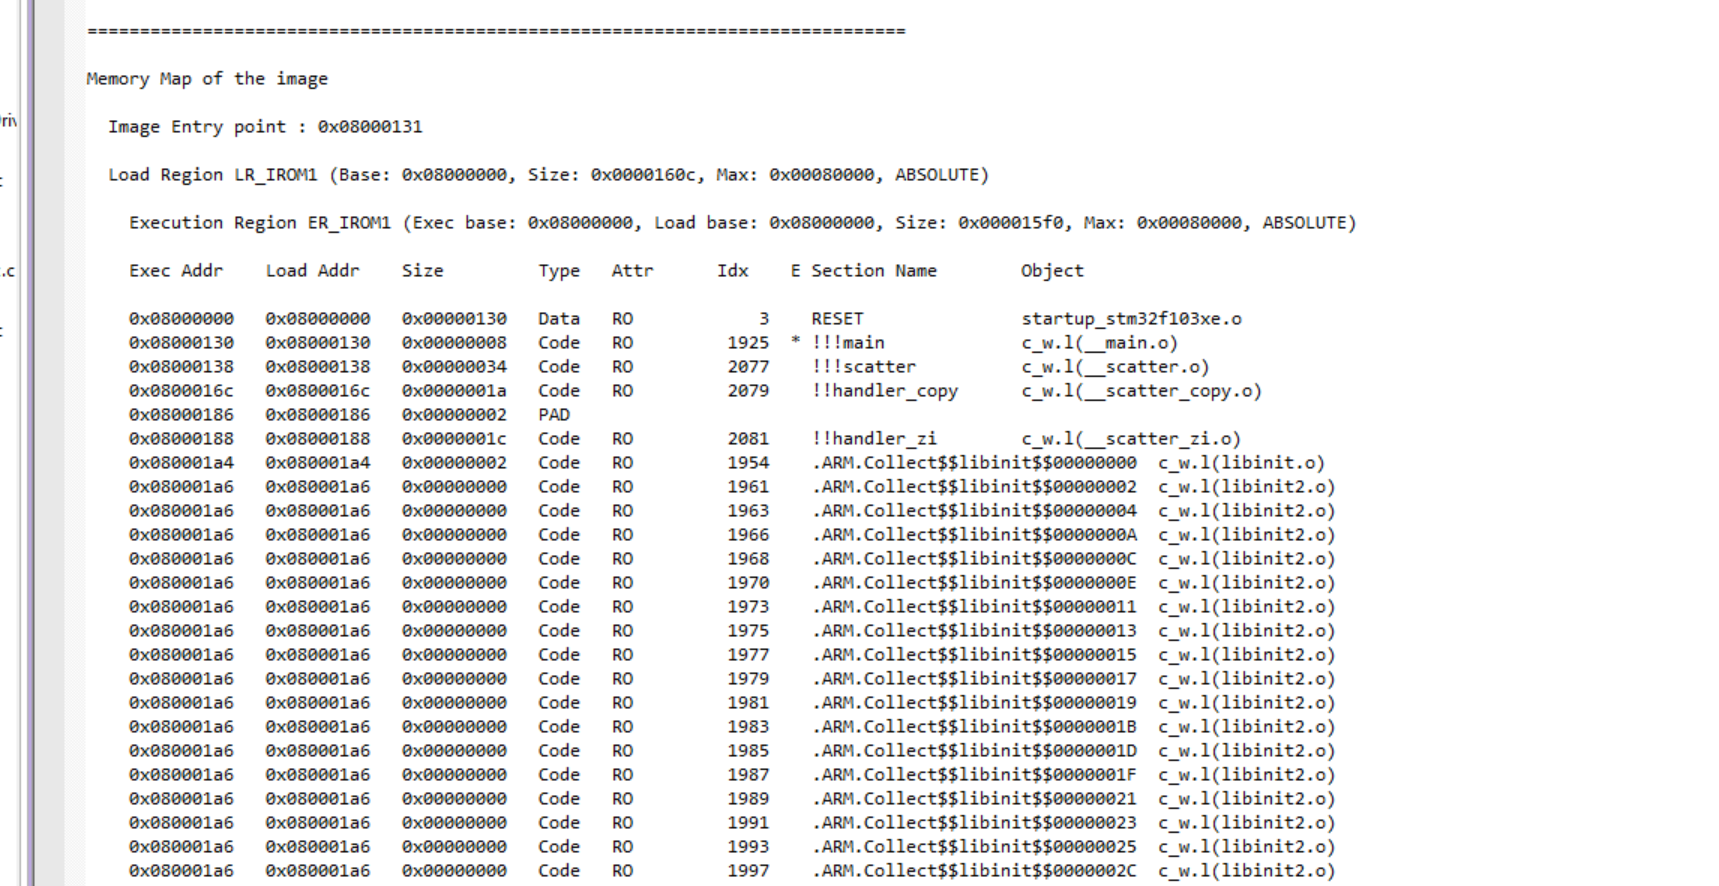 ==============================================================================
Memory Map of the image
Image Entry point : 0x08000131
riv
Load Region LR_IROM1 (Base: 0x08000000, Size: 0x0000160c, Max: 0x00080000, ABSOLUTE)
Execution Region ER_IROM1 (Exec base: 0x08000000, Load base: 0x08000000, Size: 0x000015f0, Max: 0x00080000, ABSOLUTE)
.c
Exec Addr Load Addr Size Type Attr Idx E Section Name Object
0x08000000 0x08000000 0x00000130 Data RO 3 RESET startup_stm32f103xe.o
0x08000130 0x08000130 0x00000008 Code RO 1925 * !!!main c_w.l(__main.o)
0x08000138 0x08000138 0x00000034 Code RO 2077 !!!scatter c_w.l(__scatter.o)
0x0800016c 0x0800016c 0x0000001a Code RO 2079 !!handler_copy c_w.l(__scatter_copy.o)
0x08000186 0x08000186 0x00000002 PAD
0x08000188 0x08000188 0x0000001c Code RO 2081 !!handler_zi c_w.l(__scatter_zi.o)
0x080001a4 0x080001a4 0x00000002 Code RO 1954 .ARM.Collect$$libinit$$00000000 c_w.l(libinit.o)
0x080001a6 0x080001a6 0x00000000 Code RO 1961 .ARM.Collect$$libinit$$00000002 c_w.l(libinit2.o)
0x080001a6 0x080001a6 0x00000000 Code RO 1963 .ARM.Collect$$libinit$$00000004 c_w.l(libinit2.o)
0x080001a6 0x080001a6 0x00000000 Code RO 1966 .ARM.Collect$$libinit$$0000000A c_w.l(libinit2.o)
0x080001a6 0x080001a6 0x00000000 Code RO 1968 .ARM.Collect$$libinit$$0000000C c_w.l(libinit2.o)
0x080001a6 0x080001a6 0x00000000 Code RO 1970 .ARM.Collect$$libinit$$0000000E c_w.l(libinit2.o)
0x080001a6 0x080001a6 0x00000000 Code RO 1973 .ARM.Collect$$libinit$$00000011 c_w.l(libinit2.o)
0x080001a6 0x080001a6 0x00000000 Code RO 1975 .ARM.Collect$$libinit$$00000013 c_w.l(libinit2.o)
0x080001a6 0x080001a6 0x00000000 Code RO 1977 .ARM.Collect$$libinit$$00000015 c_w.l(libinit2.o)
0x080001a6 0x080001a6 0x00000000 Code RO 1979 .ARM.Collect$$libinit$$00000017 c_w.l(libinit2.o)
0x080001a6 0x080001a6 0x00000000 Code RO 1981 .ARM.Collect$$libinit$$00000019 c_w.l(libinit2.o)
0x080001a6 0x080001a6 0x00000000 Code RO 1983 .ARM.Collect$$libinit$$0000001B c_w.l(libinit2.o)
0x080001a6 0x080001a6 0x00000000 Code RO 1985 .ARM.Collect$$libinit$$0000001D c_w.l(libinit2.o)
0x080001a6 0x080001a6 0x00000000 Code RO 1987 .ARM.Collect$$libinit$$0000001F c_w.l(libinit2.o)
0x080001a6 0x080001a6 0x00000000 Code RO 1989 .ARM.Collect$$libinit$$00000021 c_w.l(libinit2.o)
0x080001a6 0x080001a6 0x00000000 Code RO 1991 .ARM.Collect$$libinit$$00000023 c_w.l(libinit2.o)
0x080001a6 0x080001a6 0x00000000 Code RO 1993 .ARM.Collect$$libinit$$00000025 c_w.l(libinit2.o)
0x080001a6 0x080001a6 0x00000000 Code RO 1997 .ARM.Collect$$libinit$$0000002C c_w.l(libinit2.o)